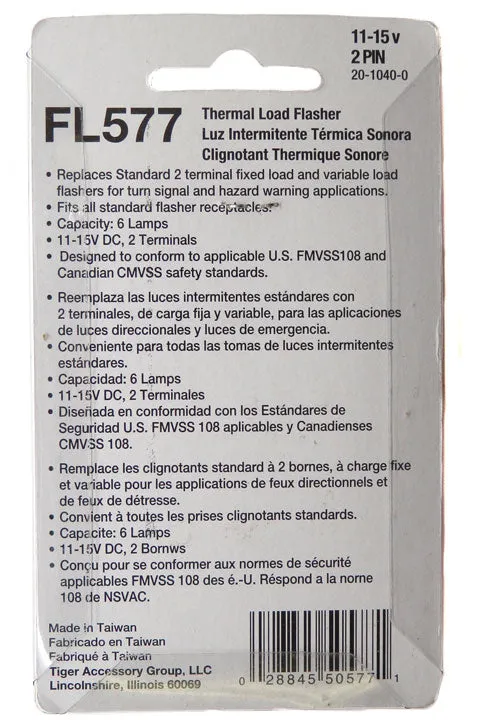 11-15 v
2 PIN
20-1040-0
FL577
Thermal Load Flasher
Luz Intermitente Térmica Sonora
Clignotant Thermique Sonore
• Replaces Standard 2 terminal fixed load and variable load
flashers for turn signal and hazard warning applications.
• Fits all standard flasher receptacles.
• Capacity: 6 Lamps
• 11-15V DC, 2 Terminals
• Designed to conform to applicable U.S. FMVSS108 and
Canadian CMVSS safety standards.
• Reemplaza las luces intermitentes estándares con
2 terminales, de carga fija y variable, para las aplicaciones
de luces direccionales y luces de emergencia.
• Conveniente para todas las tomas de luces intermitentes
estándares.
• Capacidad: 6 Lamps
• 11-15V DC, 2 Terminales
• Diseñada en conformidad con los Estándares de
Seguridad U.S. FMVSS 108 aplicables y Canadienses
CMVSS 108.
• Remplace les clignotants standard à 2 bornes, à charge fixe
et variable pour les applications de feux directionnels et
de feux de détresse.
• Convient à toutes les prises clignotants standards.
• Capacite: 6 Lamps
• 11-15V DC, 2 Bornws
• Conçu pour se conformer aux normes de sécurité
applicables FMVSS 108 des é.-U. Réspond a la norne
108 de NSVAC.
Made in Taiwan
Fabricado en Taiwan
Fabriqué à Taiwan
Tiger Accessory Group, LLC
Lincolnshire, Illinois 60069
0 28845 50577 1